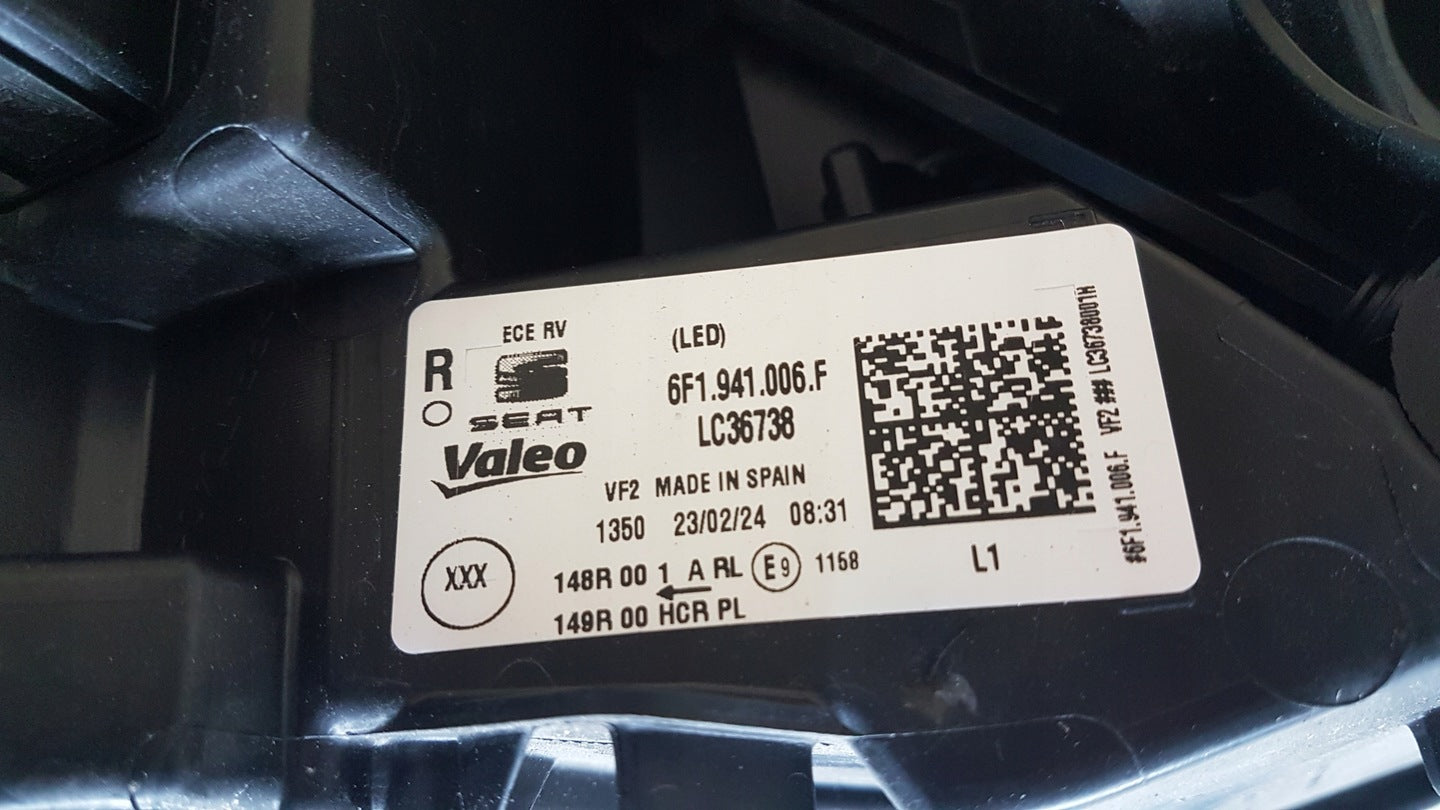 ECE RV
R
SEAT
Valeo
(LED)
6F1.941.006.F
LC36738
VF2 MADE IN SPAIN
1350 23/02/24 08:31
XXX
148R 00 1 A RL E9 1158
149R 00 HCR PL
L1
#6F1.941.006.F VF2 ### LC36738001H